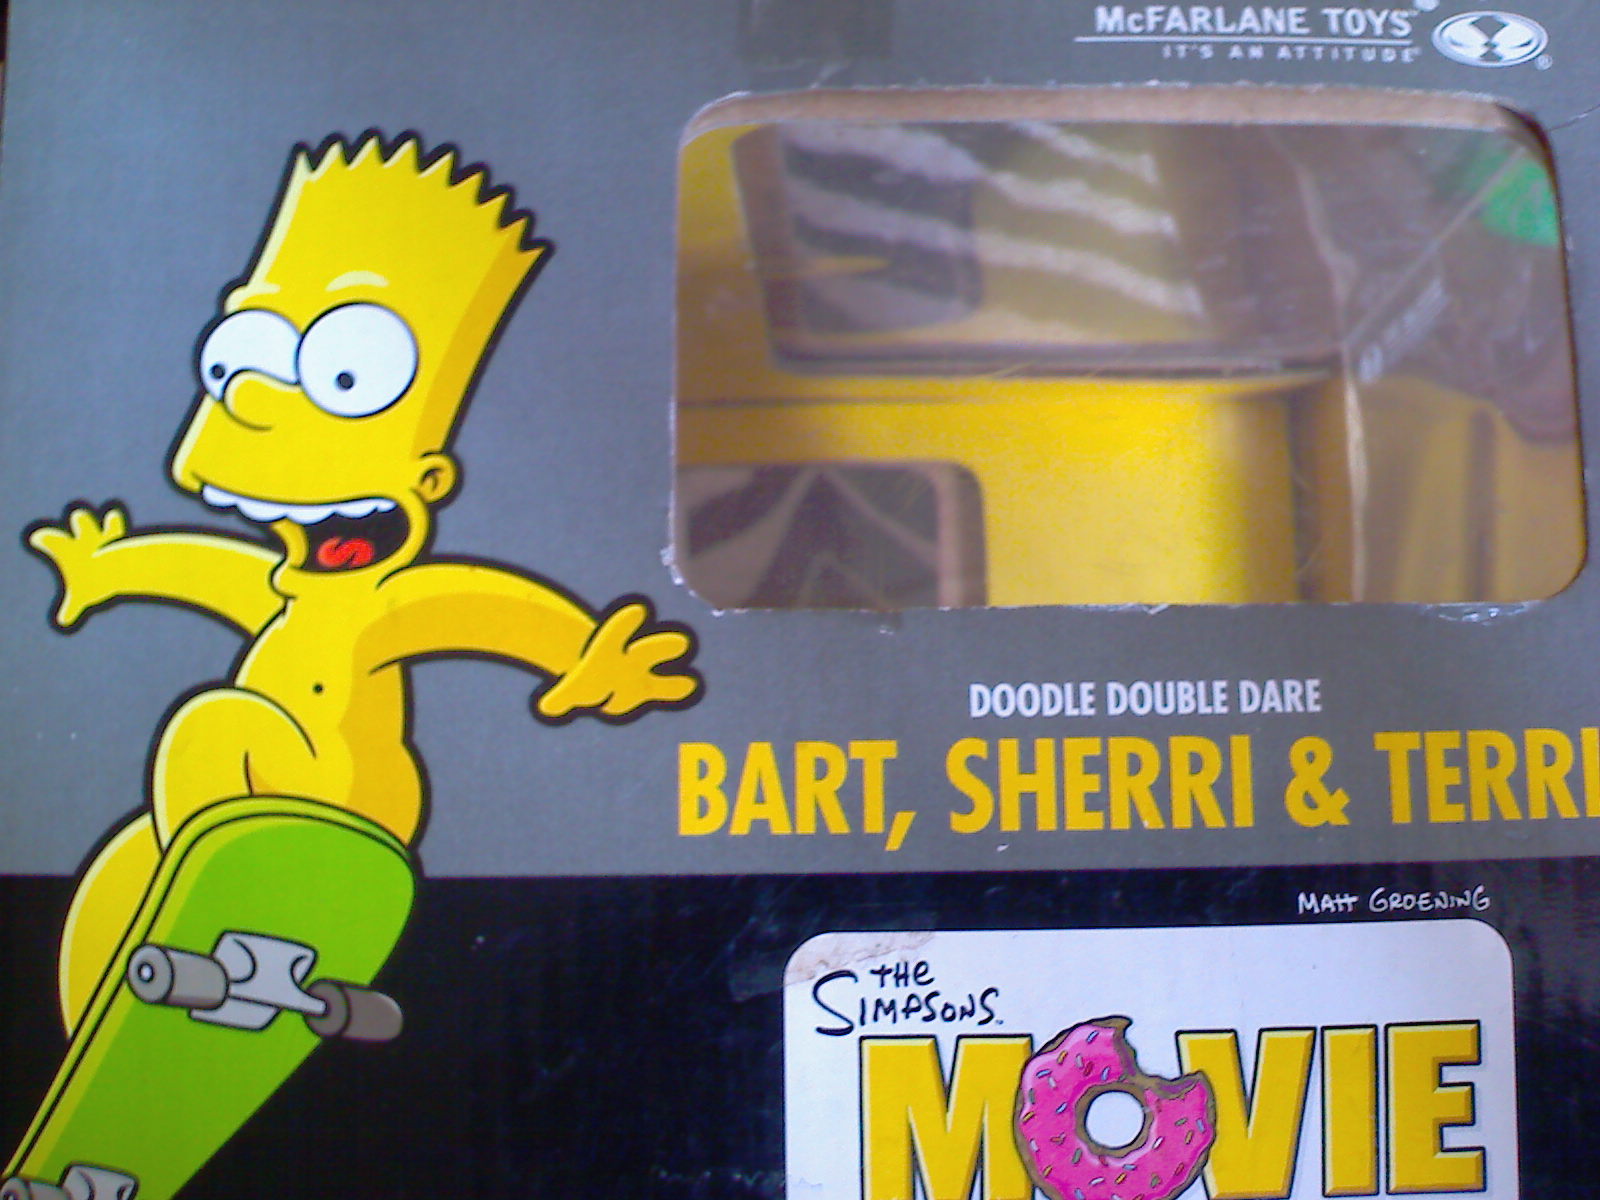 McFARLANE TOYS
IT'S AN ATTITUDE
DOODLE DOUBLE DARE
BART, SHERRI & TERRI
MATT GROENING
THE
SIMPSONS
MOVIE